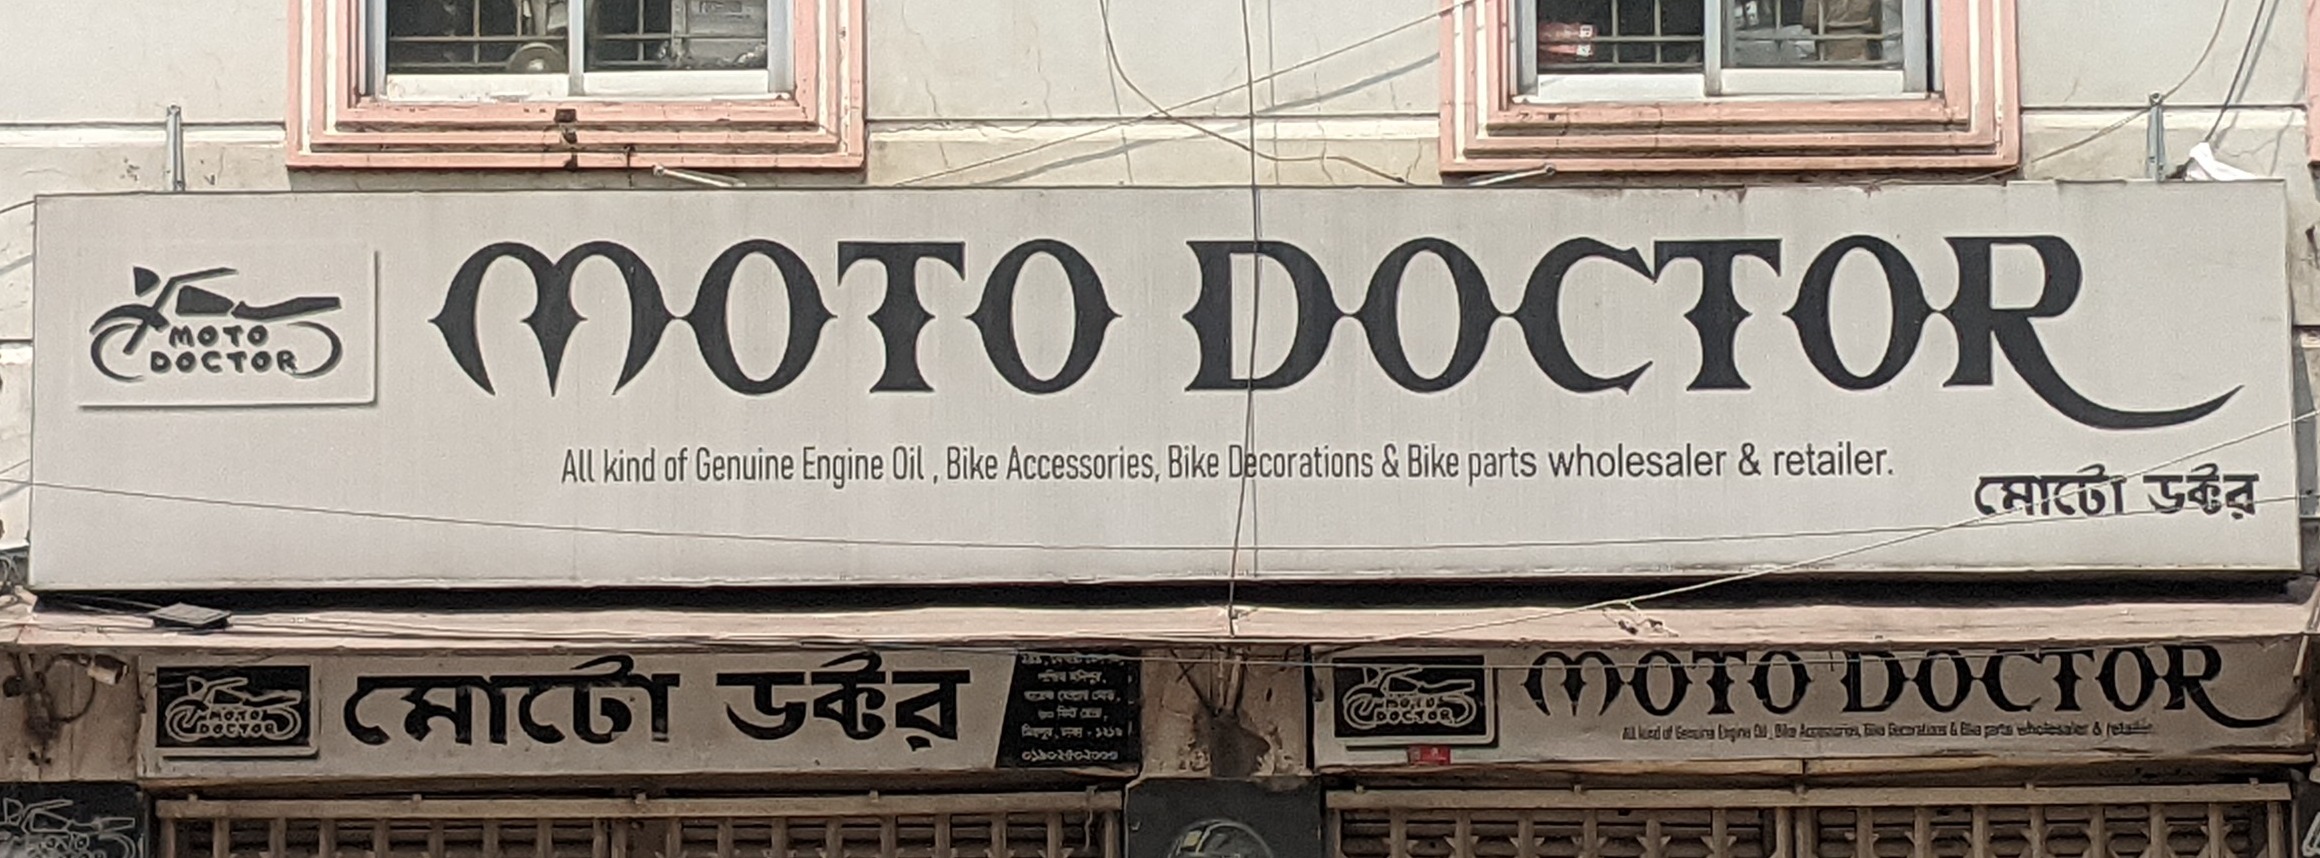 MOTO DOCTOR
MOTO
DOCTOR
All kind of Genuine Engine Oil , Bike Accessories, Bike Decorations & Bike parts wholesaler & retailer.
মোটো ডক্টর
MOTO
DOCTOR
মোটো ডক্টর
মিরপুর, ঢাকা - ১২১৬
MOTO
DOCTOR
MOTO DOCTOR
All kind of Genuine Engine Oil , Bike Accessories, Bike Decorations & Bike parts wholesaler & retailer.